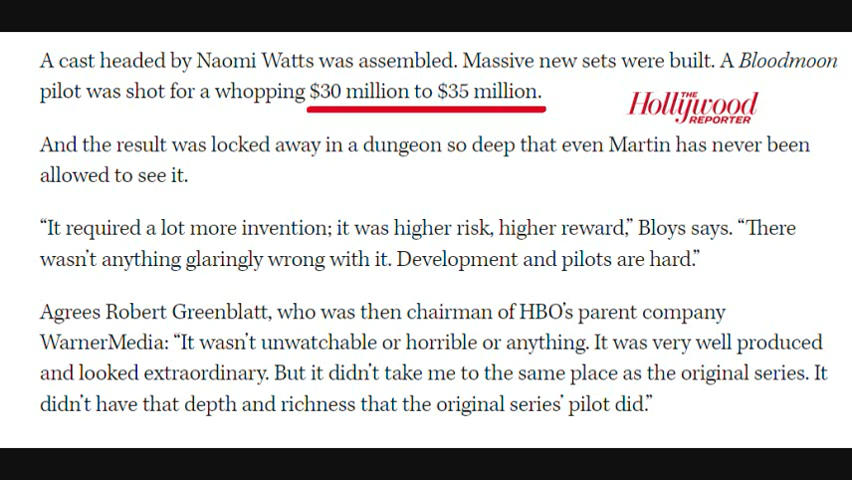 A cast headed by Naomi Watts was assembled. Massive new sets were built. A Bloodmoon
pilot was shot for a whopping $30 million to $35 million.
THE
Hollywood
REPORTER
And the result was locked away in a dungeon so deep that even Martin has never been
allowed to see it.
“It required a lot more invention; it was higher risk, higher reward,” Bloys says. “There
wasn’t anything glaringly wrong with it. Development and pilots are hard.”
Agrees Robert Greenblatt, who was then chairman of HBO’s parent company
WarnerMedia: “It wasn’t unwatchable or horrible or anything. It was very well produced
and looked extraordinary. But it didn’t take me to the same place as the original series. It
didn’t have that depth and richness that the original series’ pilot did.”